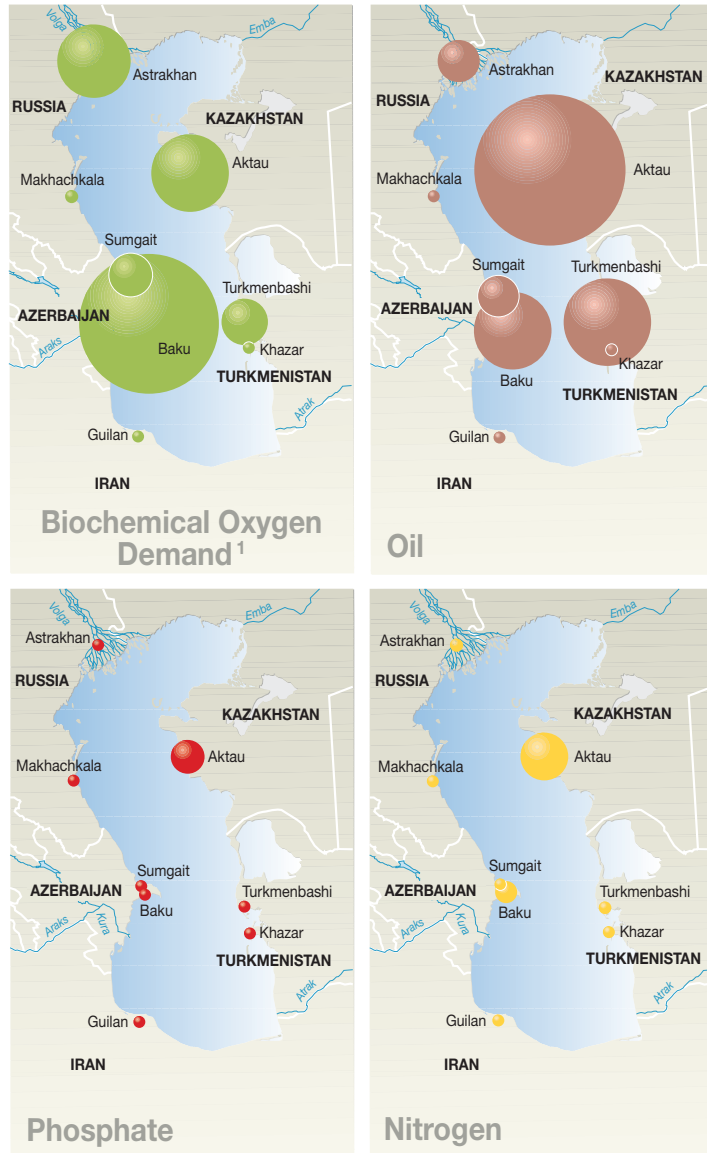 Volga
Emba
Astrakhan
RUSSIA
KAZAKHSTAN
Aktau
Makhachkala
Sumgait
Turkmenbashi
AZERBAIJAN
Araks
Baku
Khazar
TURKMENISTAN
Atrak
Guilan
IRAN
Biochemical Oxygen
Demand 1
Volga
Emba
Astrakhan
KAZAKHSTAN
RUSSIA
Aktau
Makhachkala
Sumgait
Turkmenbashi
AZERBAIJAN
Araks
Khazar
Baku
TURKMENISTAN
Atrak
Guilan
IRAN
Oil
Volga
Emba
Astrakhan
RUSSIA
KAZAKHSTAN
Aktau
Makhachkala
Sumgait
AZERBAIJAN
Turkmenbashi
Baku
Kura
Araks
Khazar
TURKMENISTAN
Atrak
Guilan
IRAN
Phosphate
Volga
Emba
Astrakhan
RUSSIA
KAZAKHSTAN
Aktau
Makhachkala
Sumgait
AZERBAIJAN
Turkmenbashi
Baku
Kura
Araks
Khazar
TURKMENISTAN
Atrak
Guilan
IRAN
Nitrogen